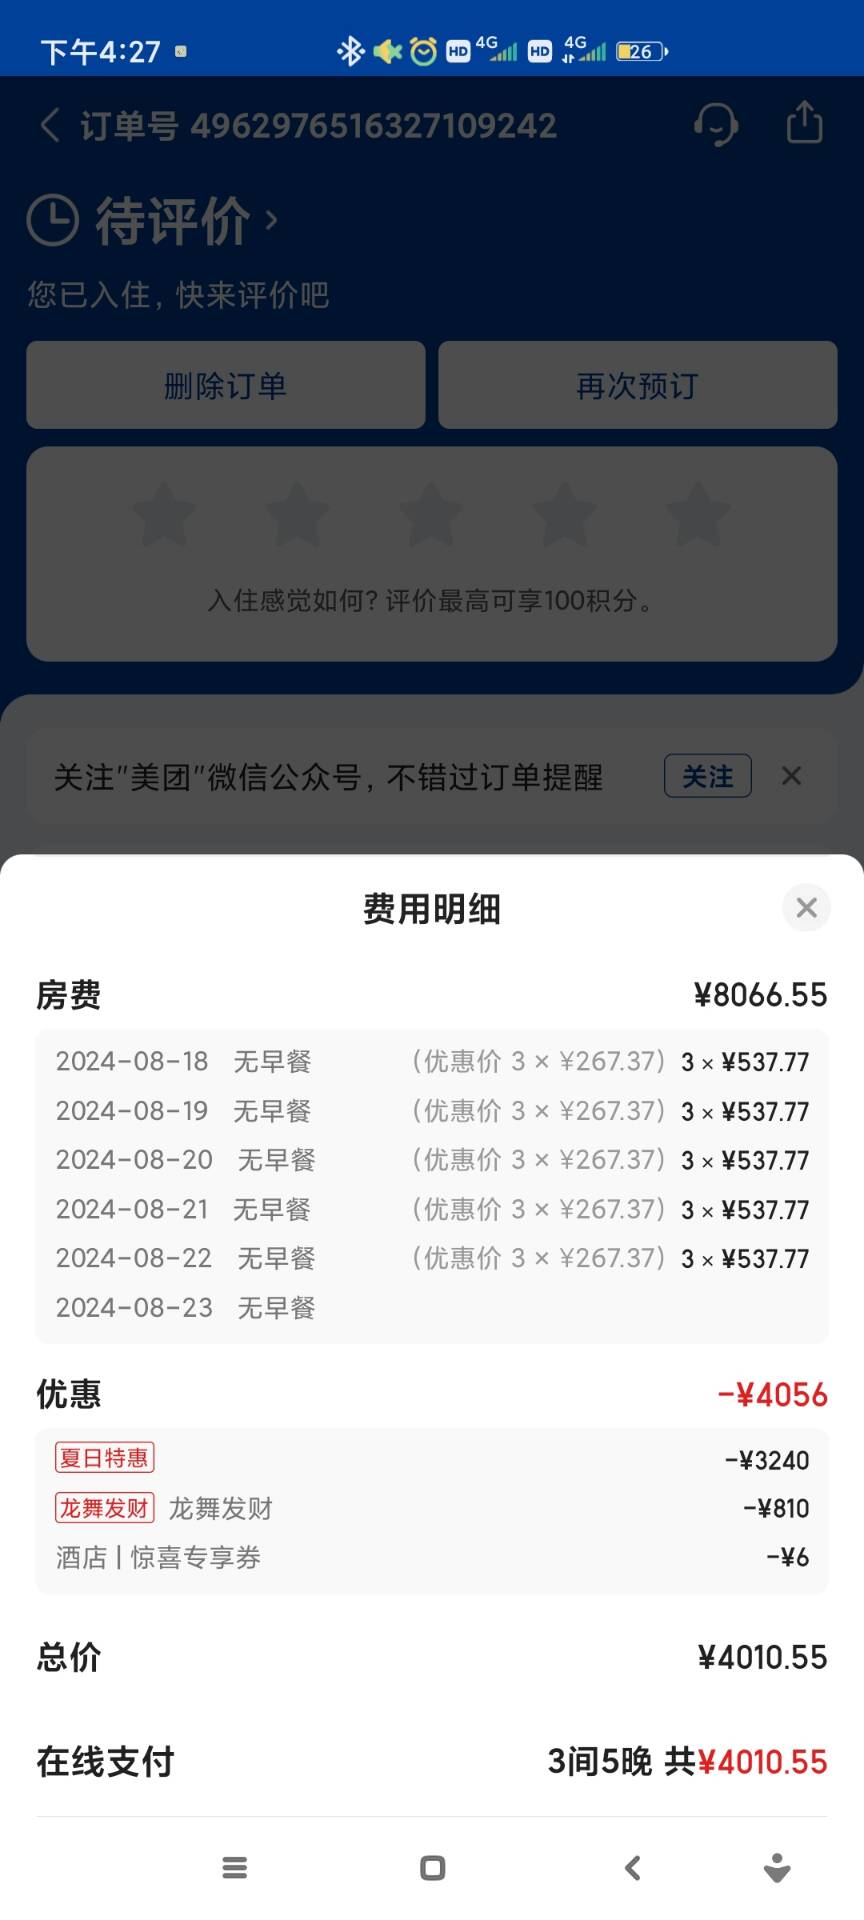 下午4:27
HD 4G HD 4G 26
订单号 4962976516327109242
待评价
您已入住，快来评价吧
删除订单 再次预订
入住感觉如何? 评价最高可享100积分。
关注"美团"微信公众号，不错过订单提醒 关注
费用明细
房费 ¥8066.55
2024-08-18 无早餐 (优惠价 3 × ¥267.37) 3 × ¥537.77
2024-08-19 无早餐 (优惠价 3 × ¥267.37) 3 × ¥537.77
2024-08-20 无早餐 (优惠价 3 × ¥267.37) 3 × ¥537.77
2024-08-21 无早餐 (优惠价 3 × ¥267.37) 3 × ¥537.77
2024-08-22 无早餐 (优惠价 3 × ¥267.37) 3 × ¥537.77
2024-08-23 无早餐
优惠 -¥4056
夏日特惠 -¥3240
龙舞发财 龙舞发财 -¥810
酒店 | 惊喜专享券 -¥6
总价 ¥4010.55
在线支付 3间5晚 共¥4010.55